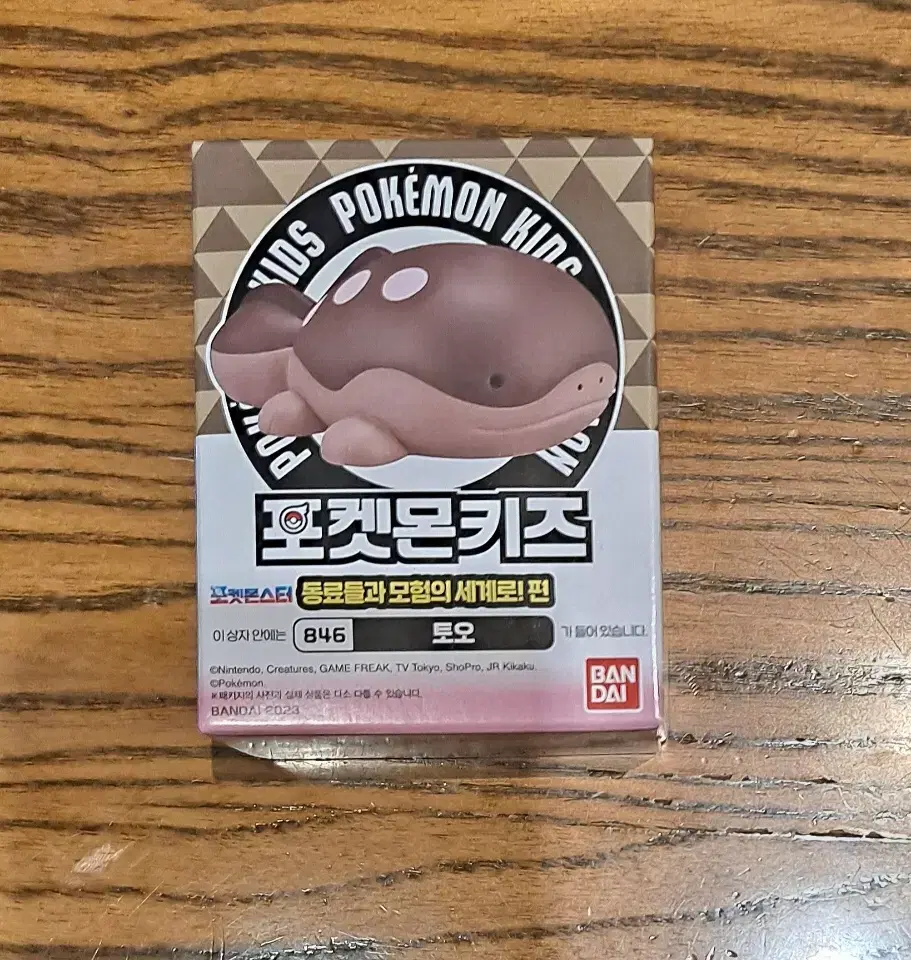 KIDS POKÉMON KIDS
포켓몬키즈
포켓몬스터 동료들과 모험의 세계로! 편
이 상자 안에는 846 토오 가 들어 있습니다.
©Nintendo, Creatures, GAME FREAK, TV Tokyo, ShoPro, JR Kikaku.
©Pokémon.
※패키지의 사진과 실제 상품은 다소 다를 수 있습니다.
BANDAI 2023
BAN
DAI